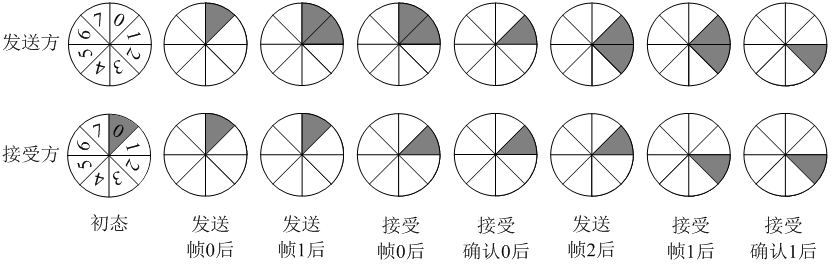 发送方
0 1 2 3 4 5 6 7
接受方
0 1 2 3 4 5 6 7
初态
发送
帧0后
发送
帧1后
接受
帧0后
接受
确认0后
发送
帧2后
接受
帧1后
接受
确认1后